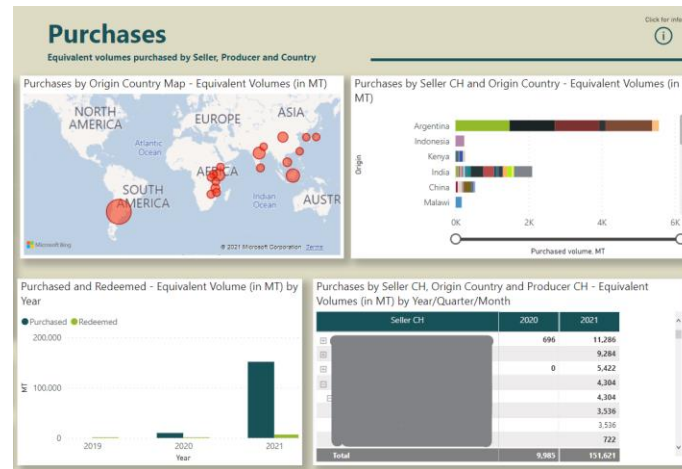 Purchases
Equivalent volumes purchased by Seller, Producer and Country
Click for info
Purchases by Origin Country Map - Equivalent Volumes (in MT)
NORTH
AMERICA
EUROPE
ASIA
Atlantic
Ocean
AFRICA
SOUTH
AMERICA
Indian
Ocean
AUSTR
Microsoft Bing
© 2021 Microsoft Corporation Terms
Purchases by Seller CH and Origin Country - Equivalent Volumes (in
MT)
Origin
Argentina
Indonesia
Kenya
India
China
Malawi
0K 2K 4K 6K
Purchased volume, MT
Purchased and Redeemed - Equivalent Volume (in MT) by
Year
Purchased Redeemed
MT
200.000
100.000
0
2019 2020 2021
Year
Purchases by Seller CH, Origin Country and Producer CH - Equivalent
Volumes (in MT) by Year/Quarter/Month
Seller CH 2020 2021
696 11,286
9,284
0 5,422
4,304
4,304
3,536
3,536
722
Total 9,985 151,621